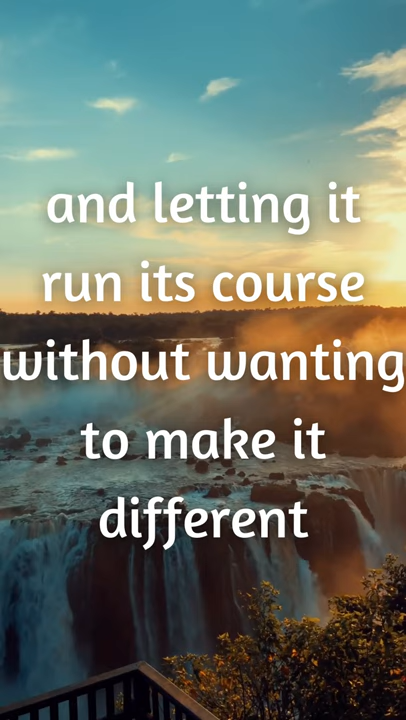 and letting it
run its course
without wanting
to make it
different